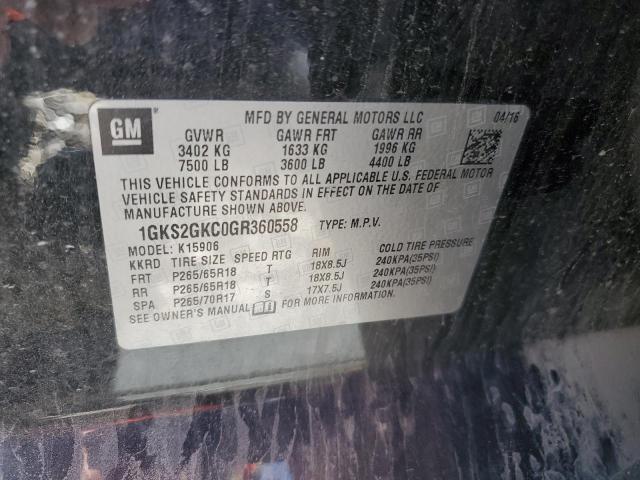 GM
MFD BY GENERAL MOTORS LLC 04/16
GVWR GAWR FRT GAWR RR
3402 KG 1633 KG 1996 KG
7500 LB 3600 LB 4400 LB
THIS VEHICLE CONFORMS TO ALL APPLICABLE U.S. FEDERAL MOTOR
VEHICLE SAFETY STANDARDS IN EFFECT ON THE DATE OF
MANUFACTURE SHOWN ABOVE.
1GKS2GKC0GR360558 TYPE: M.P.V.
MODEL: K15906
KKRD TIRE SIZE SPEED RTG RIM COLD TIRE PRESSURE
FRT P265/65R18 T 18X8.5J 240KPA(35PSI)
RR P265/65R18 T 18X8.5J 240KPA(35PSI)
SPA P265/70R17 S 17X7.5J 240KPA(35PSI)
SEE OWNER'S MANUAL